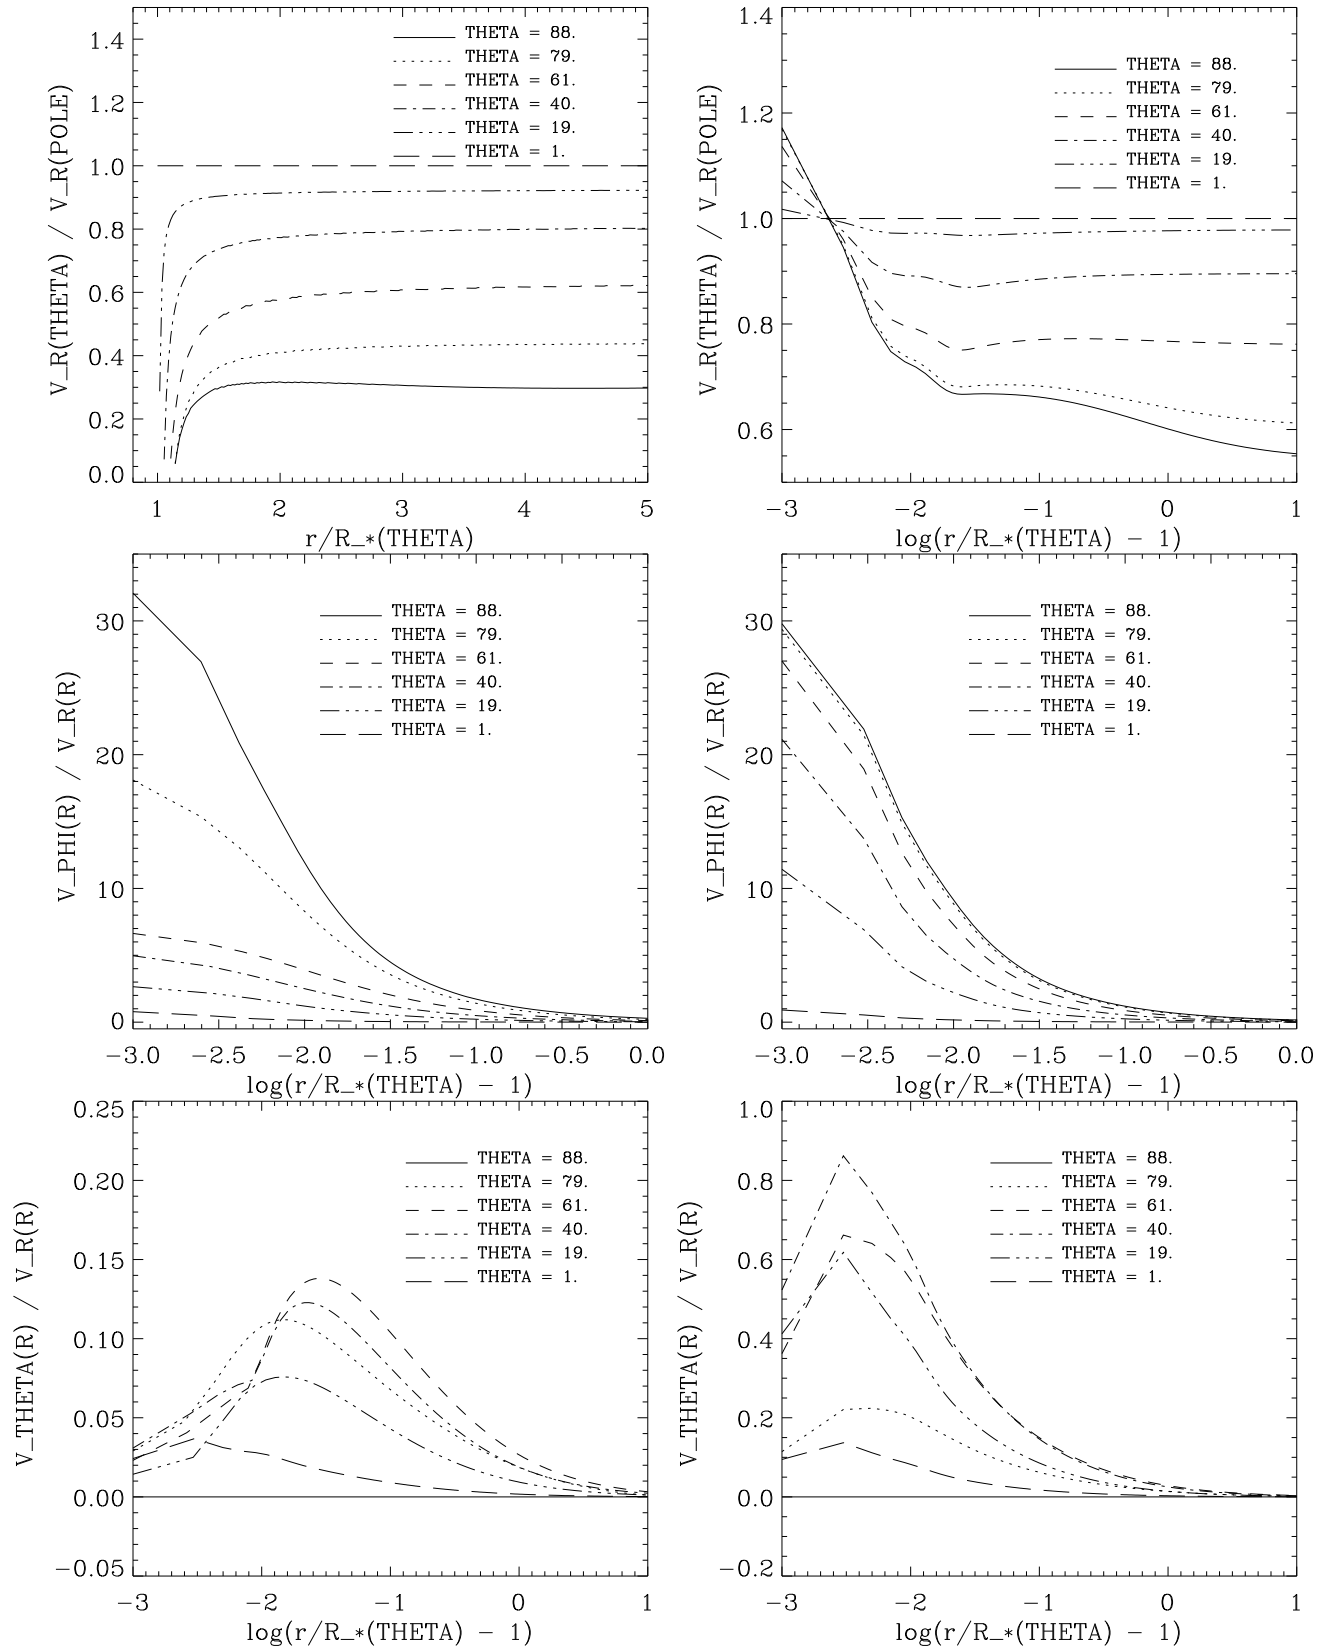 V_R(THETA) / V_R(POLE)
1.4
1.2
1.0
0.8
0.6
0.4
0.2
0.0
THETA = 88.
THETA = 79.
THETA = 61.
THETA = 40.
THETA = 19.
THETA = 1.
1 2 3 4 5
r/R_*(THETA)
V_R(THETA) / V_R(POLE)
1.4
1.2
1.0
0.8
0.6
THETA = 88.
THETA = 79.
THETA = 61.
THETA = 40.
THETA = 19.
THETA = 1.
−3 −2 −1 0 1
log(r/R_*(THETA) − 1)
V_PHI(R) / V_R(R)
30
20
10
0
THETA = 88.
THETA = 79.
THETA = 61.
THETA = 40.
THETA = 19.
THETA = 1.
−3.0 −2.5 −2.0 −1.5 −1.0 −0.5 0.0
log(r/R_*(THETA) − 1)
V_PHI(R) / V_R(R)
30
20
10
0
THETA = 88.
THETA = 79.
THETA = 61.
THETA = 40.
THETA = 19.
THETA = 1.
−3.0 −2.5 −2.0 −1.5 −1.0 −0.5 0.0
log(r/R_*(THETA) − 1)
V_THETA(R) / V_R(R)
0.25
0.20
0.15
0.10
0.05
0.00
−0.05
THETA = 88.
THETA = 79.
THETA = 61.
THETA = 40.
THETA = 19.
THETA = 1.
−3 −2 −1 0 1
log(r/R_*(THETA) − 1)
V_THETA(R) / V_R(R)
1.0
0.8
0.6
0.4
0.2
0.0
−0.2
THETA = 88.
THETA = 79.
THETA = 61.
THETA = 40.
THETA = 19.
THETA = 1.
−3 −2 −1 0 1
log(r/R_*(THETA) − 1)